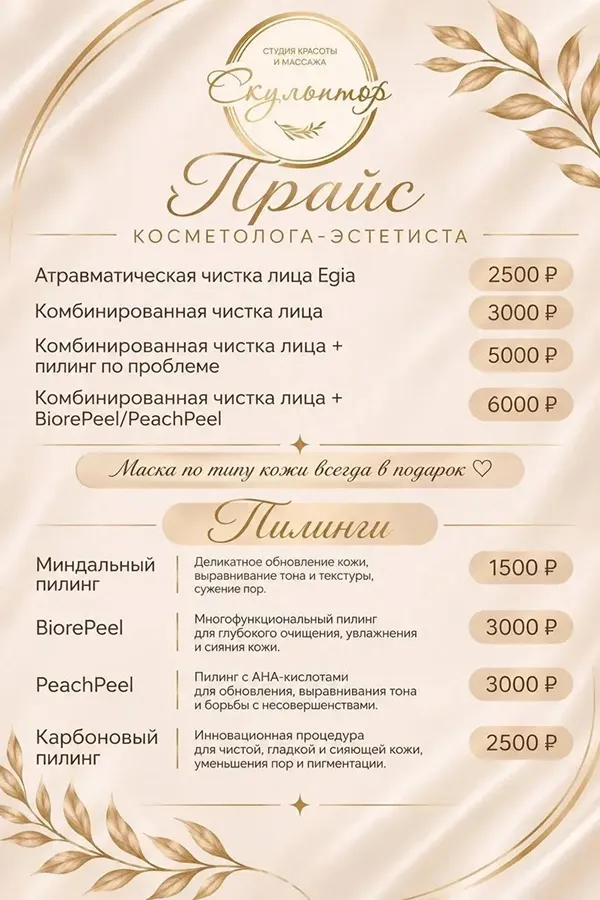 СТУДИЯ КРАСОТЫ
И МАССАЖА
Скульптор
Прайс
КОСМЕТОЛОГА-ЭСТЕТИСТА
Атравматическая чистка лица Egia 2500 ₽
Комбинированная чистка лица 3000 ₽
Комбинированная чистка лица +
пилинг по проблеме 5000 ₽
Комбинированная чистка лица +
BiorePeel/PeachPeel 6000 ₽
Маска по типу кожи всегда в подарок ♡
Пилинги
Миндальный
пилинг
Деликатное обновление кожи,
выравнивание тона и текстуры,
сужение пор.
1500 ₽
BiorePeel
Многофункциональный пилинг
для глубокого очищения, увлажнения
и сияния кожи.
3000 ₽
PeachPeel
Пилинг с АНА-кислотами
для обновления, выравнивания тона
и борьбы с несовершенствами.
3000 ₽
Карбоновый
пилинг
Инновационная процедура
для чистой, гладкой и сияющей кожи,
уменьшения пор и пигментации.
2500 ₽